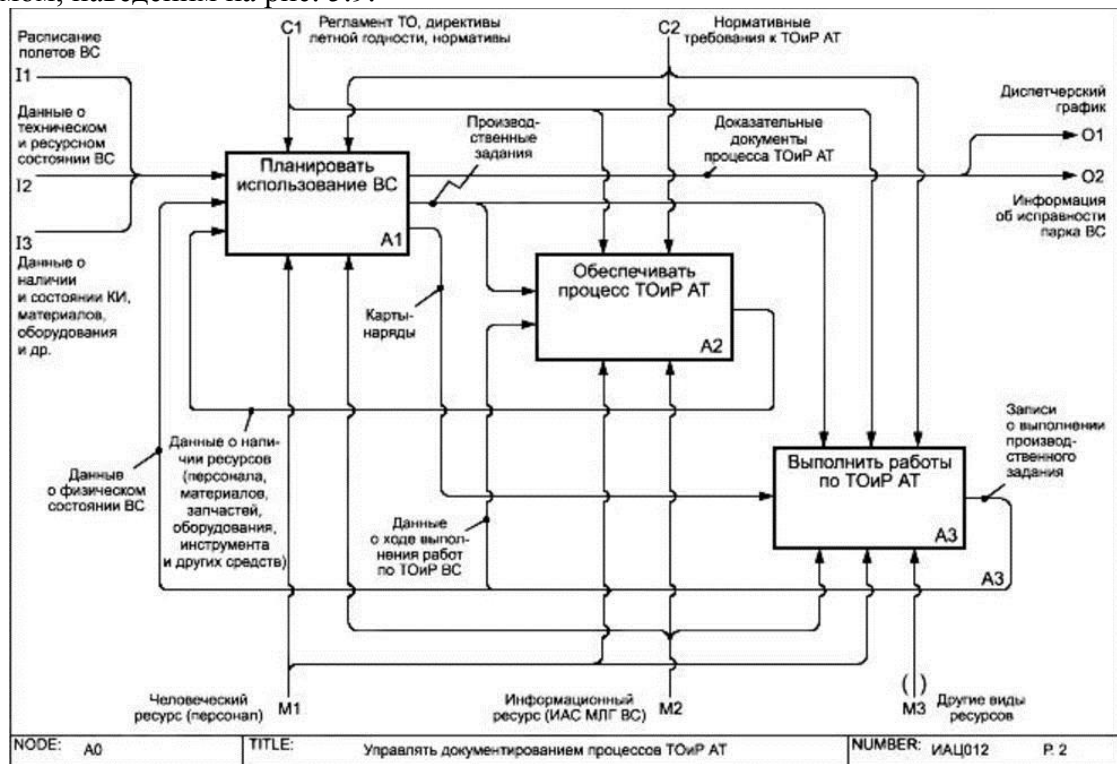 мом, наведеним на рис. 3.9.
Расписание
полетов ВС
I1
Данные о
техническом
и ресурсном
состоянии ВС
I2
I3
Данные о
наличии
и состоянии КИ,
материалов,
оборудования
и др.
C1
Регламент ТО, директивы
летной годности, нормативы
C2
Нормативные
требования к ТОиР АТ
Производ-
ственные
задания
Доказательные
документы
процесса ТОиР АТ
Диспетчерский
график
O1
O2
Информация
об исправности
парка ВС
Планировать
использование ВС
A1
Обеспечивать
процесс ТОиР АТ
A2
Карты-
наряды
Данные
о физическом
состоянии ВС
Данные о нали-
чии ресурсов
(персонала,
материалов,
запчастей,
оборудования,
инструмента
и других средств)
Данные
о ходе выпол-
нения работ
по ТОиР ВС
Выполнить работы
по ТОиР АТ
A3
Записи
о выполнении
производ-
ственного
задания
A3
Человеческий
ресурс (персонал)
M1
Информационный
ресурс (ИАС МЛГ ВС)
M2
( )
M3
Другие виды
ресурсов
NODE: A0
TITLE: Управлять документированием процессов ТОиР АТ
NUMBER: ИАЦ012 P. 2